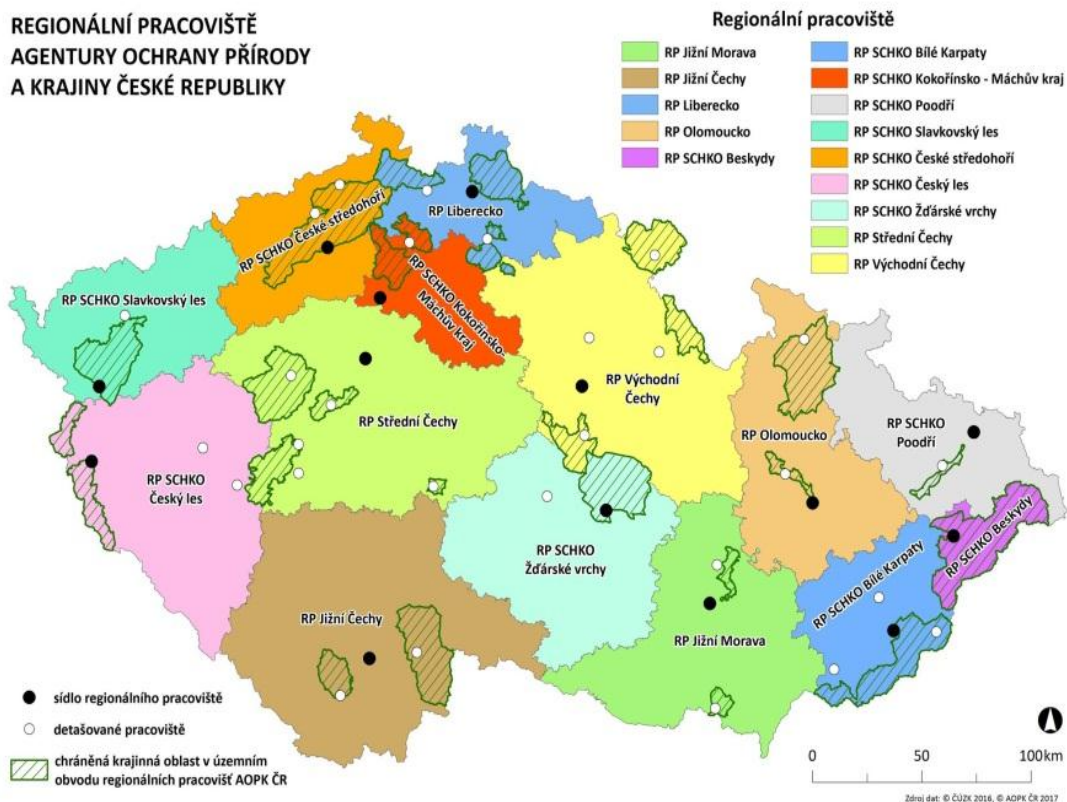 REGIONÁLNÍ PRACOVIŠTĚ
AGENTURY OCHRANY PŘÍRODY
A KRAJINY ČESKÉ REPUBLIKY
Regionální pracoviště
RP Jižní Morava
RP Jižní Čechy
RP Liberecko
RP Olomoucko
RP SCHKO Beskydy
RP SCHKO Bílé Karpaty
RP SCHKO Kokořínsko - Máchův kraj
RP SCHKO Poodří
RP SCHKO Slavkovský les
RP SCHKO České středohoří
RP SCHKO Český les
RP SCHKO Žďárské vrchy
RP Střední Čechy
RP Východní Čechy
RP Liberecko
RP SCHKO České středohoří
RP SCHKO Kokořínsko-
Máchův kraj
RP SCHKO Slavkovský les
RP Východní
Čechy
RP Střední Čechy
RP Olomoucko
RP SCHKO
Poodří
RP SCHKO
Český les
RP SCHKO
Žďárské vrchy
RP SCHKO Beskydy
RP SCHKO Bílé Karpaty
RP Jižní Čechy
RP Jižní Morava
sídlo regionálního pracoviště
detašované pracoviště
chráněná krajinná oblast v územním
obvodu regionálních pracovišť AOPK ČR
0 50 100km
Zdroj dat: © ČÚZK 2016, © AOPK ČR 2017